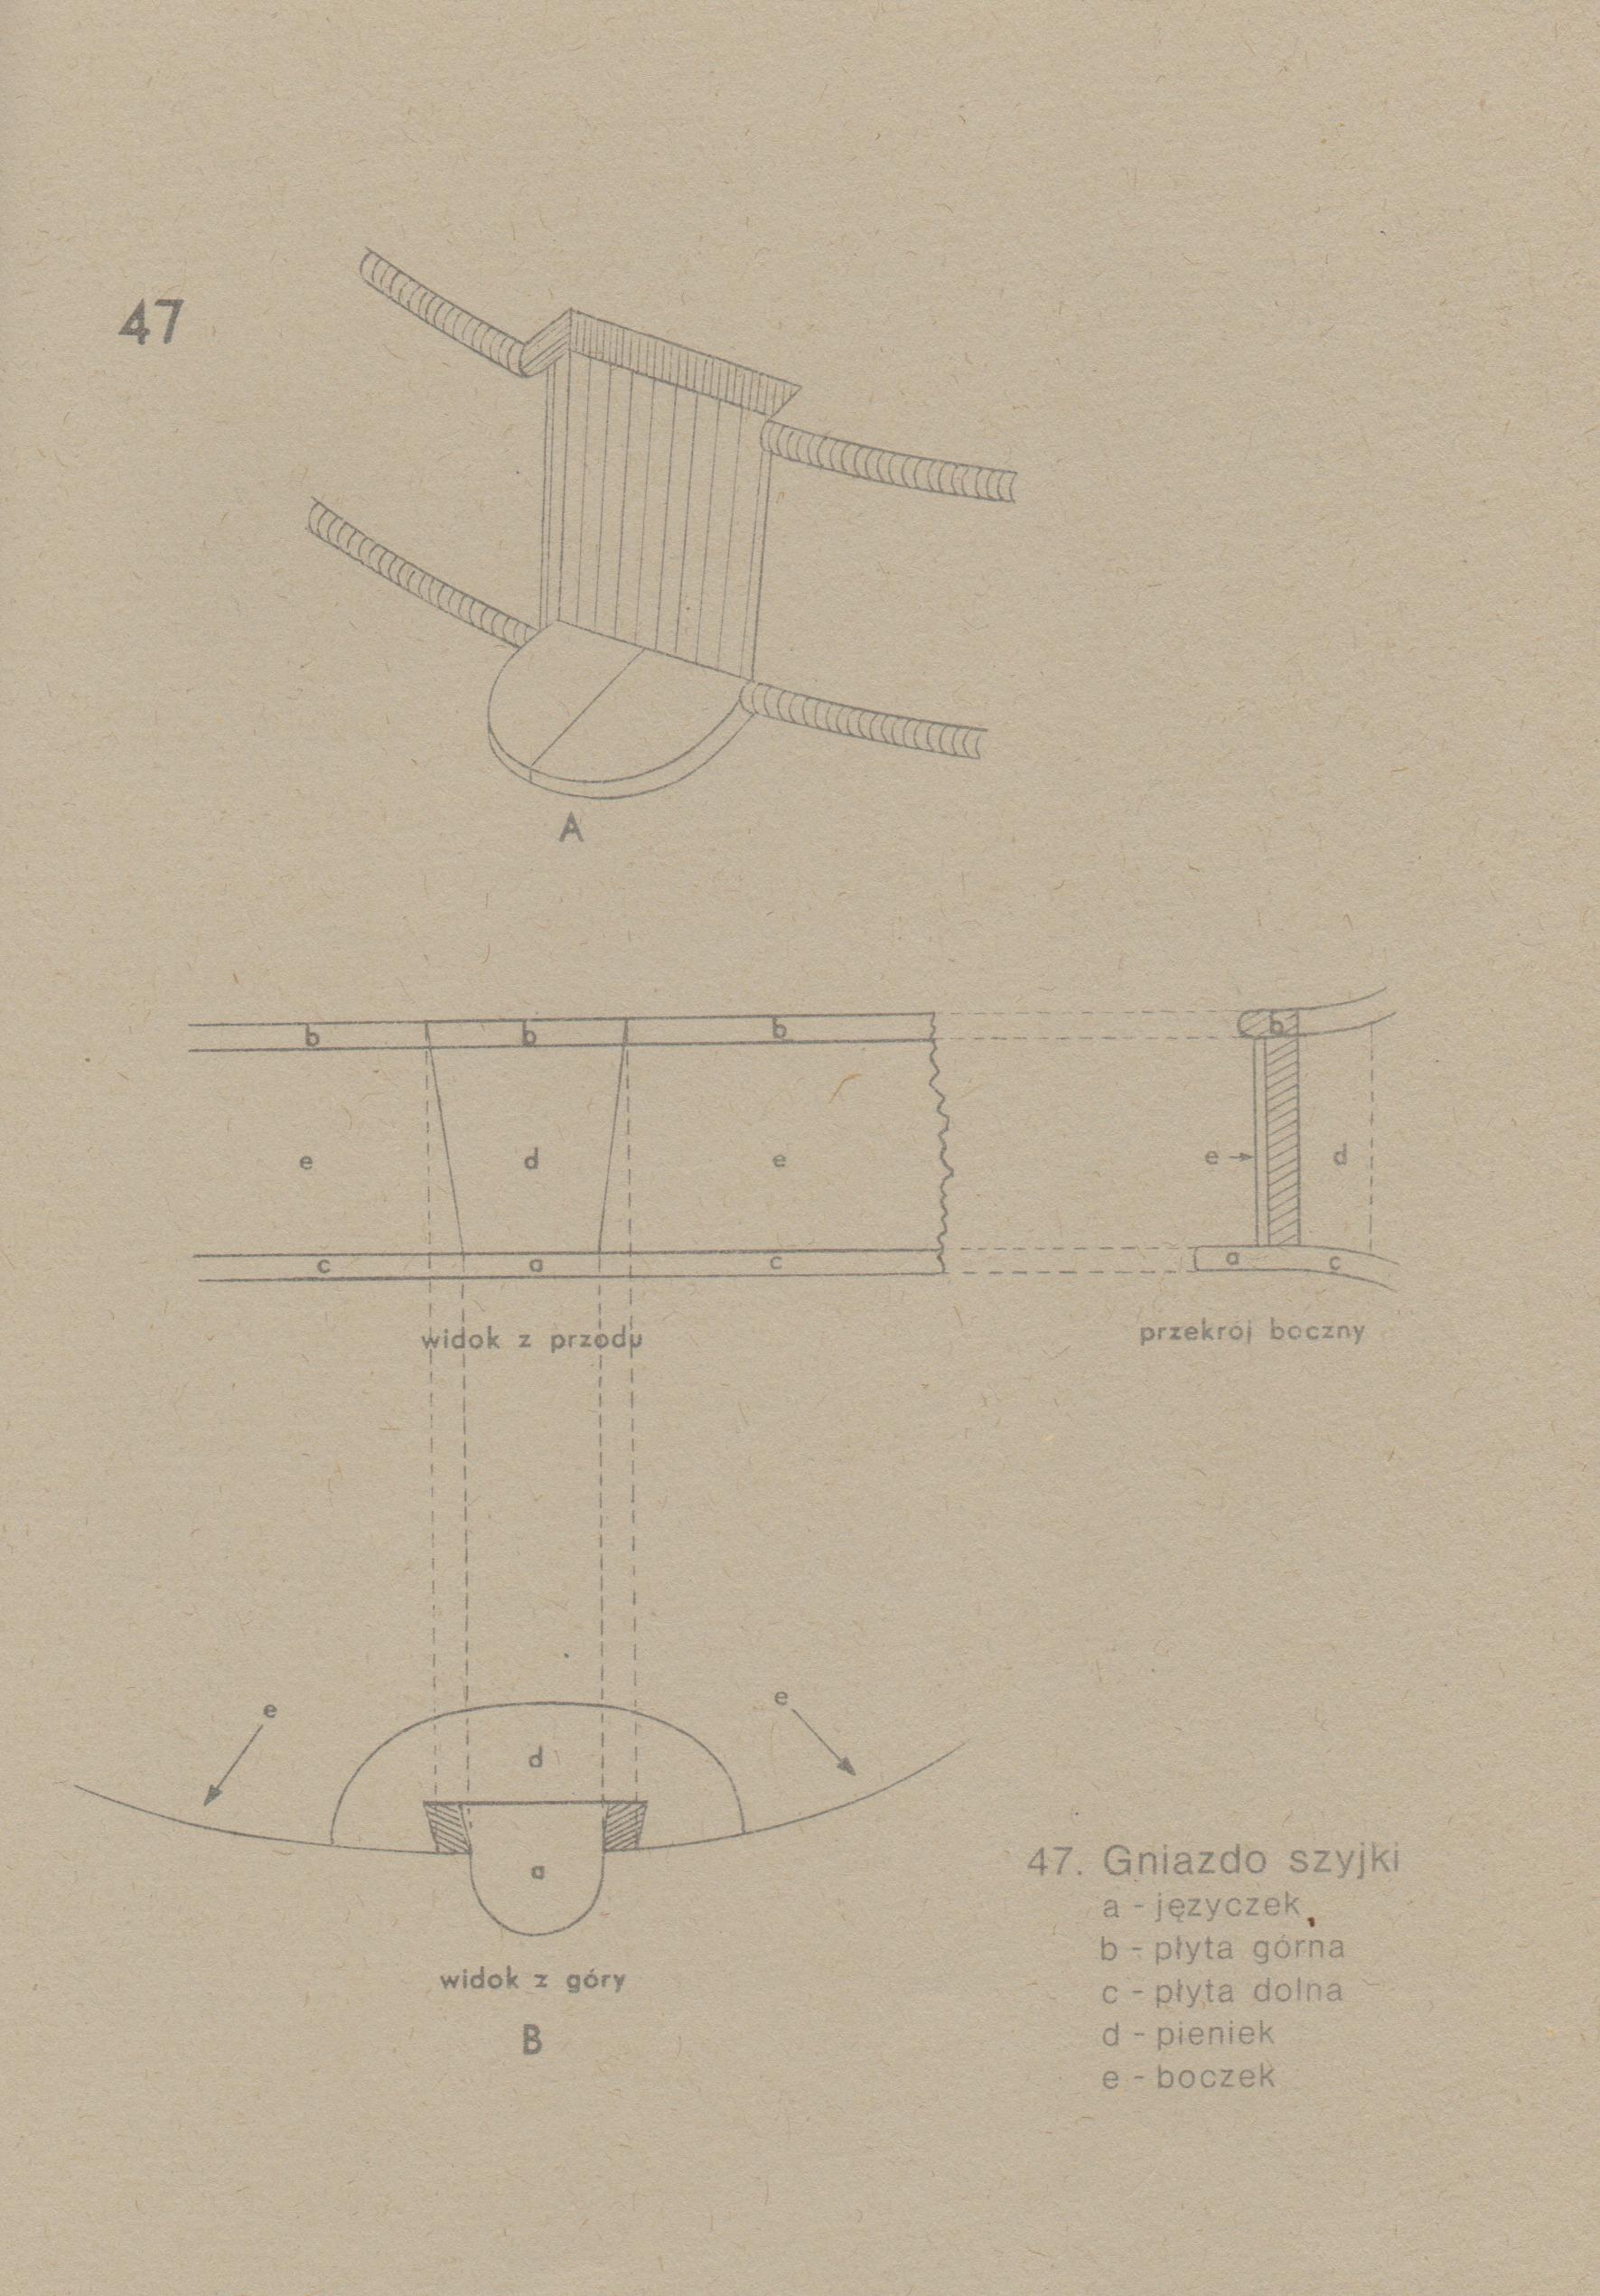 47
A
b b b b
e d e e d
c a c a c
widok z przodu przekrój boczny
e e
d
a
widok z góry
B
47. Gniazdo szyjki
a - języczek
b - płyta górna
c - płyta dolna
d - pieniek
e - boczek